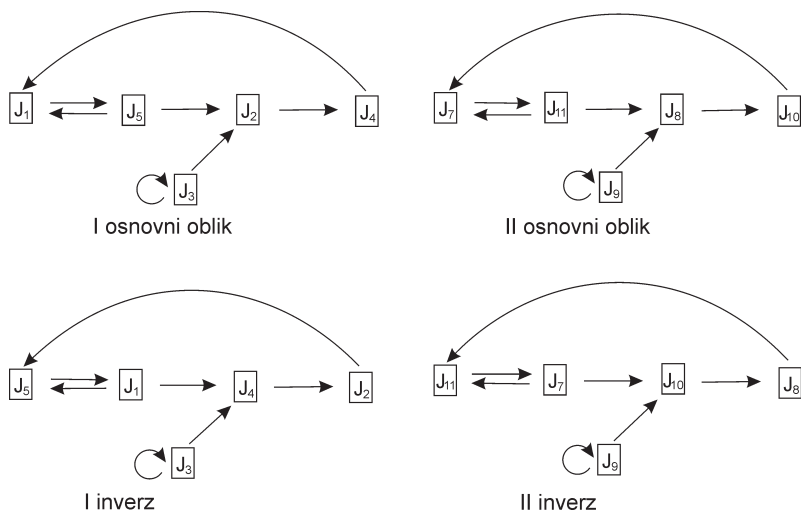 J₁ J₅ J₂ J₄
J₃
I osnovni oblik
J₇ J₁₁ J₈ J₁₀
J₉
II osnovni oblik
J₅ J₁ J₄ J₂
J₃
I inverz
J₁₁ J₇ J₁₀ J₈
J₉
II inverz